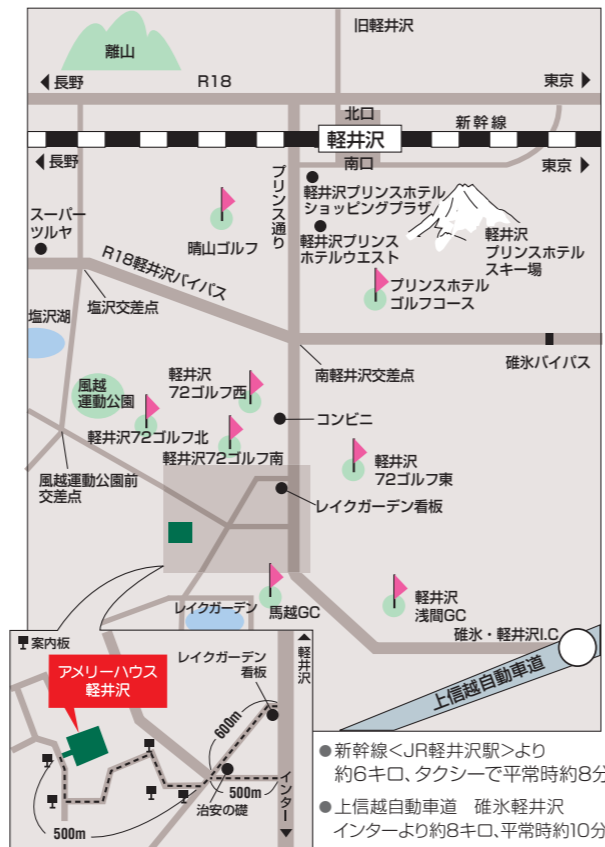 旧軽井沢
離山
長野
R18
東京
北口
新幹線
軽井沢
長野
南口
東京
プリンス通り
軽井沢プリンスホテル
ショッピングプラザ
スーパー
ツルヤ
晴山ゴルフ
軽井沢プリンス
ホテルウエスト
軽井沢
プリンスホテル
スキー場
R18軽井沢バイパス
プリンスホテル
ゴルフコース
塩沢交差点
塩沢湖
碓氷バイパス
南軽井沢交差点
軽井沢
72ゴルフ西
風越
運動公園
コンビニ
軽井沢72ゴルフ北
軽井沢72ゴルフ南
軽井沢
72ゴルフ東
風越運動公園前
交差点
レイクガーデン看板
レイクガーデン
馬越GC
軽井沢
浅間GC
碓氷・軽井沢I.C
上信越自動車道
案内板
アメリーハウス
軽井沢
レイクガーデン
看板
軽井沢
600m
500m
インター
治安の礎
500m
●新幹線<JR軽井沢駅>より
約6キロ、タクシーで平常時約8分
●上信越自動車道 碓氷軽井沢
インターより約8キロ、平常時約10分